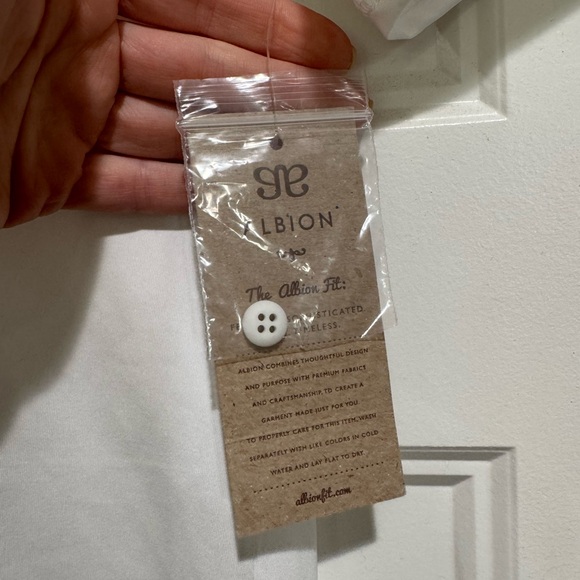 ALBION
The Albion Fit:
ALBION COMBINES THOUGHTFUL DESIGN
AND PURPOSE WITH PREMIUM FABRICS
AND CRAFTSMANSHIP TO CREATE A
GARMENT MADE JUST FOR YOU.
TO PROPERLY CARE FOR THIS ITEM, WASH
SEPARATELY WITH LIKE COLORS IN COLD
WATER AND LAY FLAT TO DRY.
albionfit.com